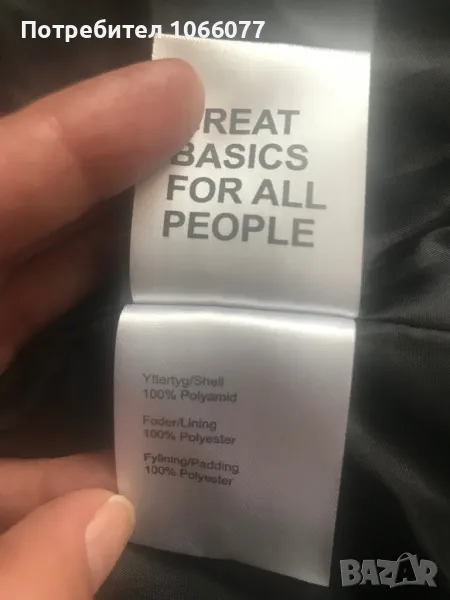 Потребител 1066077
REAT
BASICS
FOR ALL
PEOPLE
Yttertyg/Shell
100% Polyamid
Foder/Lining
100% Polyester
Fyllning/Padding
100% Polyester
BAZAR